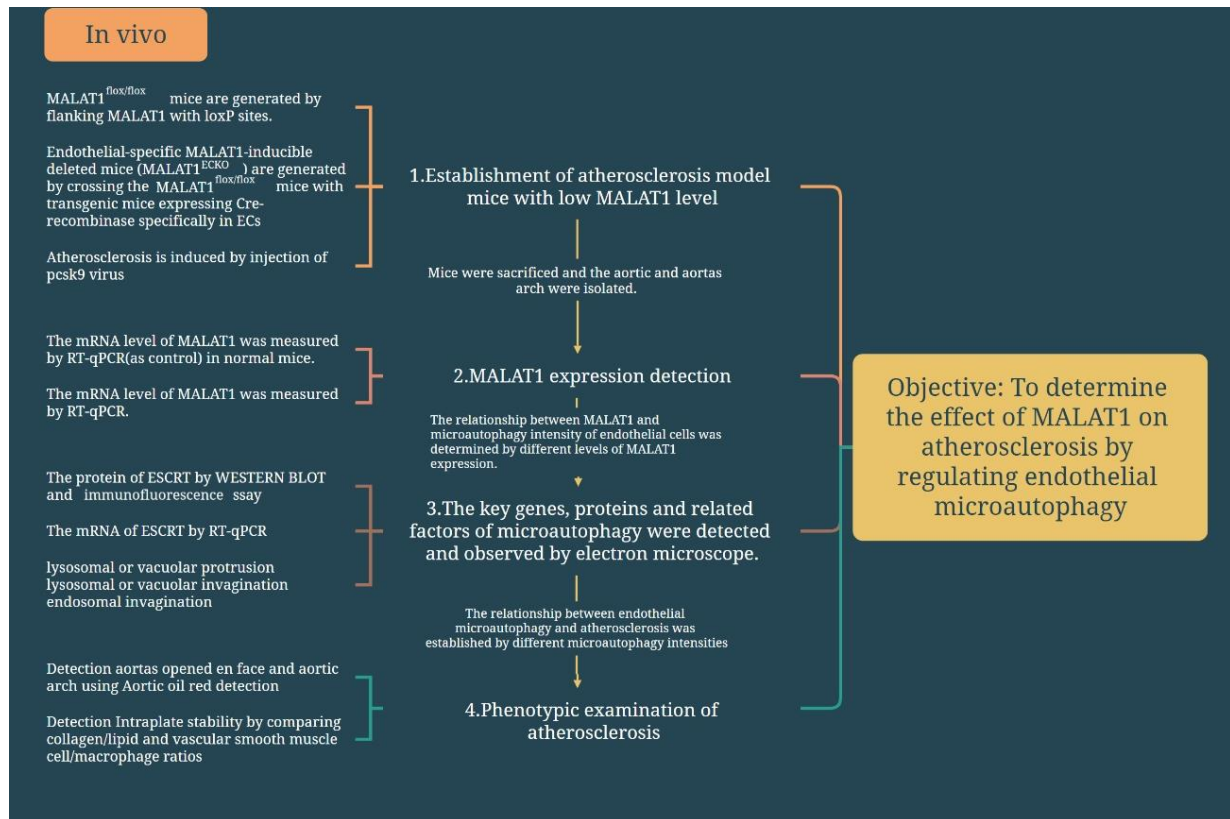 In vivo
MALAT1flox/flox mice are generated by
flanking MALAT1 with loxP sites.
Endothelial-specific MALAT1-inducible
deleted mice (MALAT1ECKO ) are generated
by crossing the MALAT1flox/flox mice with
transgenic mice expressing Cre-
recombinase specifically in ECs
Atherosclerosis is induced by injection of
pcsk9 virus
1.Establishment of atherosclerosis model
mice with low MALAT1 level
Mice were sacrificed and the aortic and aortas
arch were isolated.
The mRNA level of MALAT1 was measured
by RT-qPCR(as control) in normal mice.
The mRNA level of MALAT1 was measured
by RT-qPCR.
2.MALAT1 expression detection
The relationship between MALAT1 and
microautophagy intensity of endothelial cells was
determined by different levels of MALAT1
expression.
The protein of ESCRT by WESTERN BLOT
and immunofluorescence ssay
The mRNA of ESCRT by RT-qPCR
lysosomal or vacuolar protrusion
lysosomal or vacuolar invagination
endosomal invagination
3.The key genes, proteins and related
factors of microautophagy were detected
and observed by electron microscope.
The relationship between endothelial
microautophagy and atherosclerosis was
established by different microautophagy intensities
Detection aortas opened en face and aortic
arch using Aortic oil red detection
Detection Intraplate stability by comparing
collagen/lipid and vascular smooth muscle
cell/macrophage ratios
4.Phenotypic examination of
atherosclerosis
Objective: To determine
the effect of MALAT1 on
atherosclerosis by
regulating endothelial
microautophagy